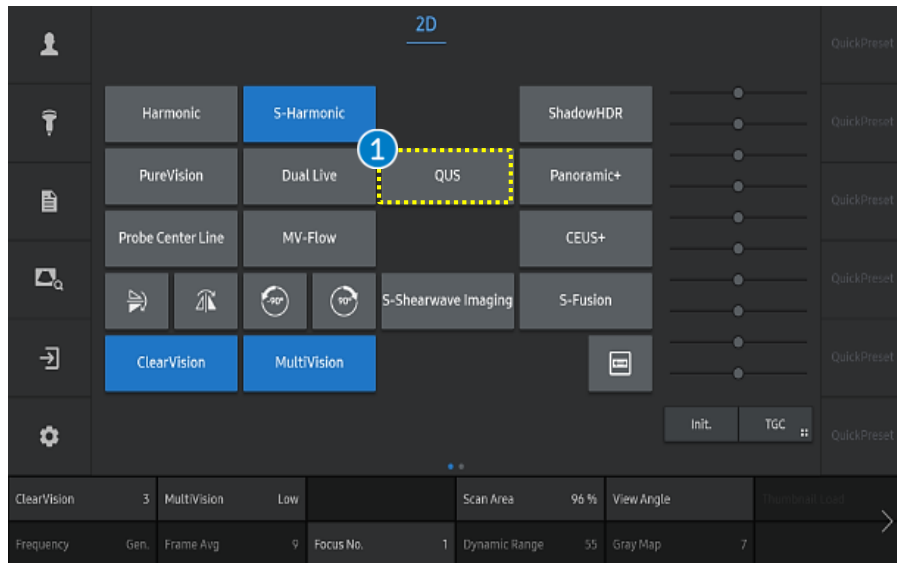 2D
QuickPreset
Harmonic
S-Harmonic
ShadowHDR
QuickPreset
1
PureVision
Dual Live
QUS
Panoramic+
QuickPreset
Probe Center Line
MV-Flow
CEUS+
-90°
90°
S-Shearwave Imaging
S-Fusion
QuickPreset
ClearVision
MultiVision
QuickPreset
Init.
TGC
QuickPreset
ClearVision 3
MultiVision Low
Scan Area 96 %
View Angle
Thumbnail Load
Frequency Gen.
Frame Avg 9
Focus No. 1
Dynamic Range 55
Gray Map 7